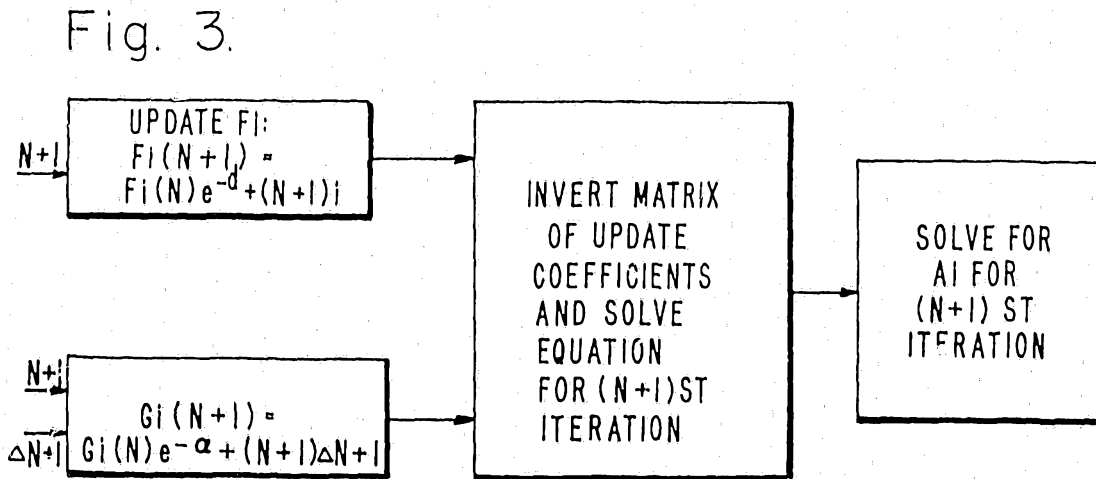 Fig. 3.
N+1
UPDATE FI:
Fi(N+1) =
Fi(N)e-d+(N+1)i
N+1
ΔN+1
Gi(N+1) =
Gi(N)e-α+(N+1)ΔN+1
INVERT MATRIX
OF UPDATE
COEFFICIENTS
AND SOLVE
EQUATION
FOR (N+1)ST
ITERATION
SOLVE FOR
AI FOR
(N+1) ST
ITERATION